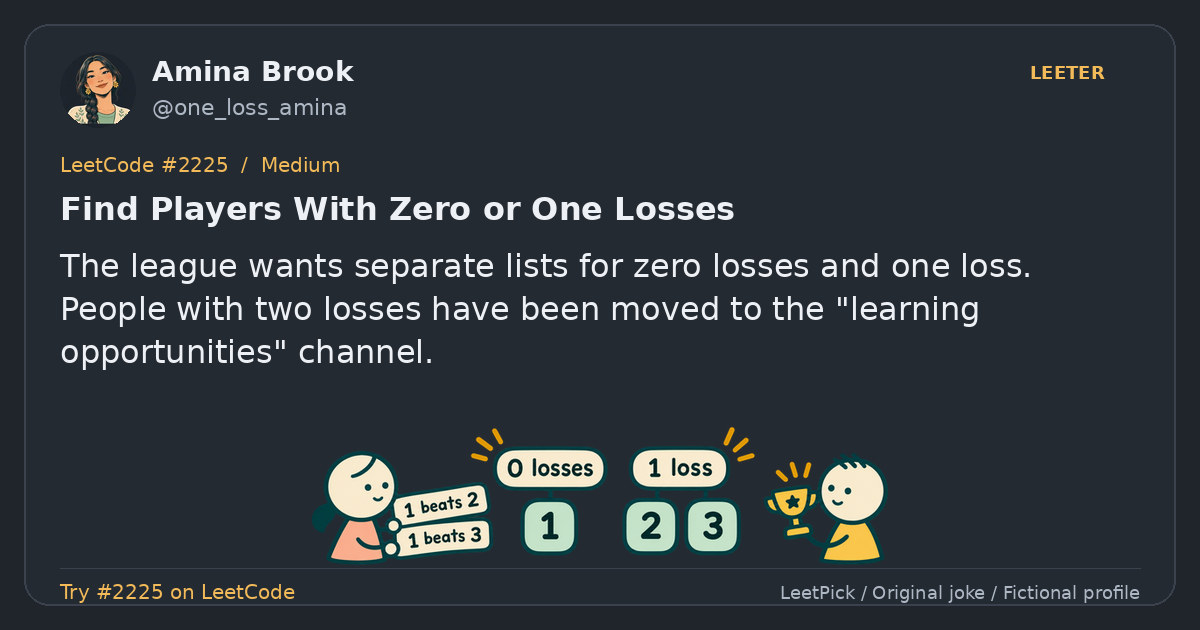 Amina Brook
@one_loss_amina
LEETER
LeetCode #2225 / Medium
Find Players With Zero or One Losses
The league wants separate lists for zero losses and one loss.
People with two losses have been moved to the "learning
opportunities" channel.
1 beats 2
1 beats 3
0 losses
1
1 loss
2 3
Try #2225 on LeetCode
LeetPick / Original joke / Fictional profile